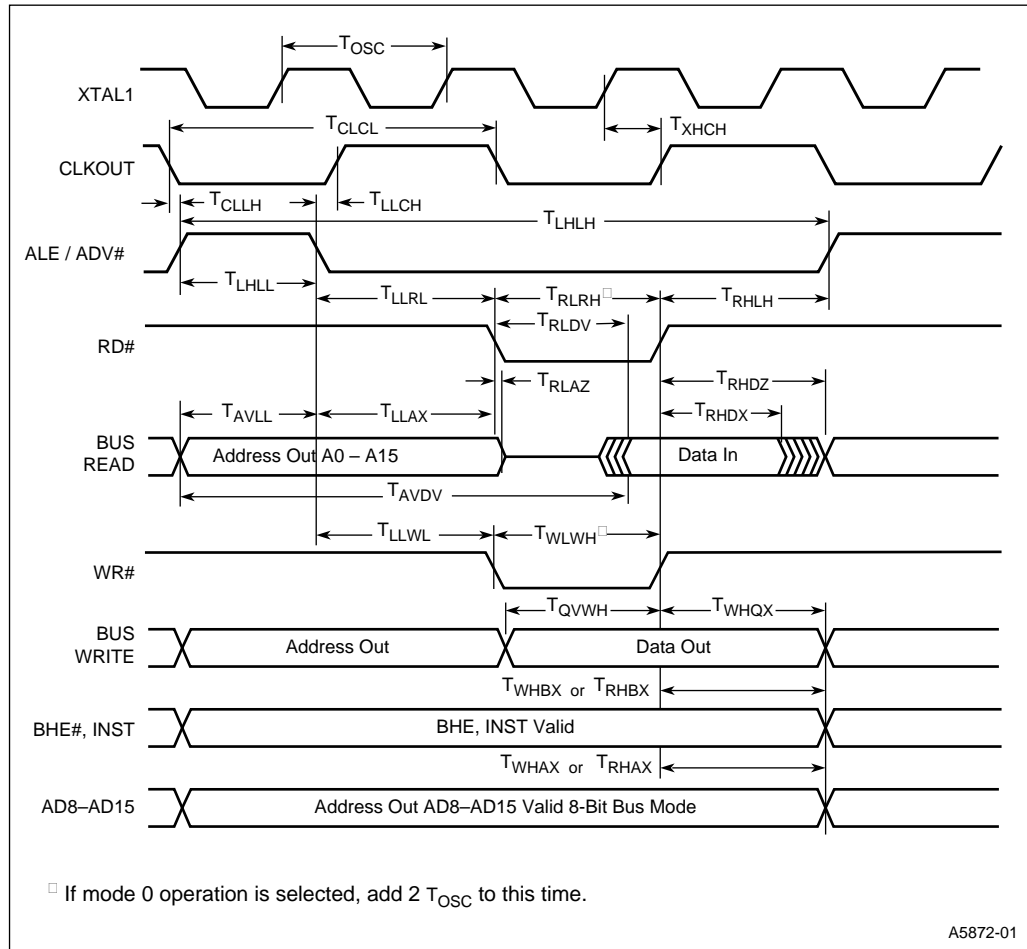 TOSC
XTAL1
TCLCL
TXHCH
CLKOUT
TCLLH
TLLCH
TLHLH
ALE / ADV#
TLHLL
TLLRL
TRLRH□
TRHLH
TRLDV
RD#
TRLAZ
TRHDZ
TAVLL
TLLAX
TRHDX
BUS
READ
Address Out A0 – A15
Data In
TAVDV
TLLWL
TWLWH□
WR#
TQVWH
TWHQX
BUS
WRITE
Address Out
Data Out
TWHBX or TRHBX
BHE#, INST
BHE, INST Valid
TWHAX or TRHAX
AD8–AD15
Address Out AD8–AD15 Valid 8-Bit Bus Mode
□ If mode 0 operation is selected, add 2 TOSC to this time.
A5872-01